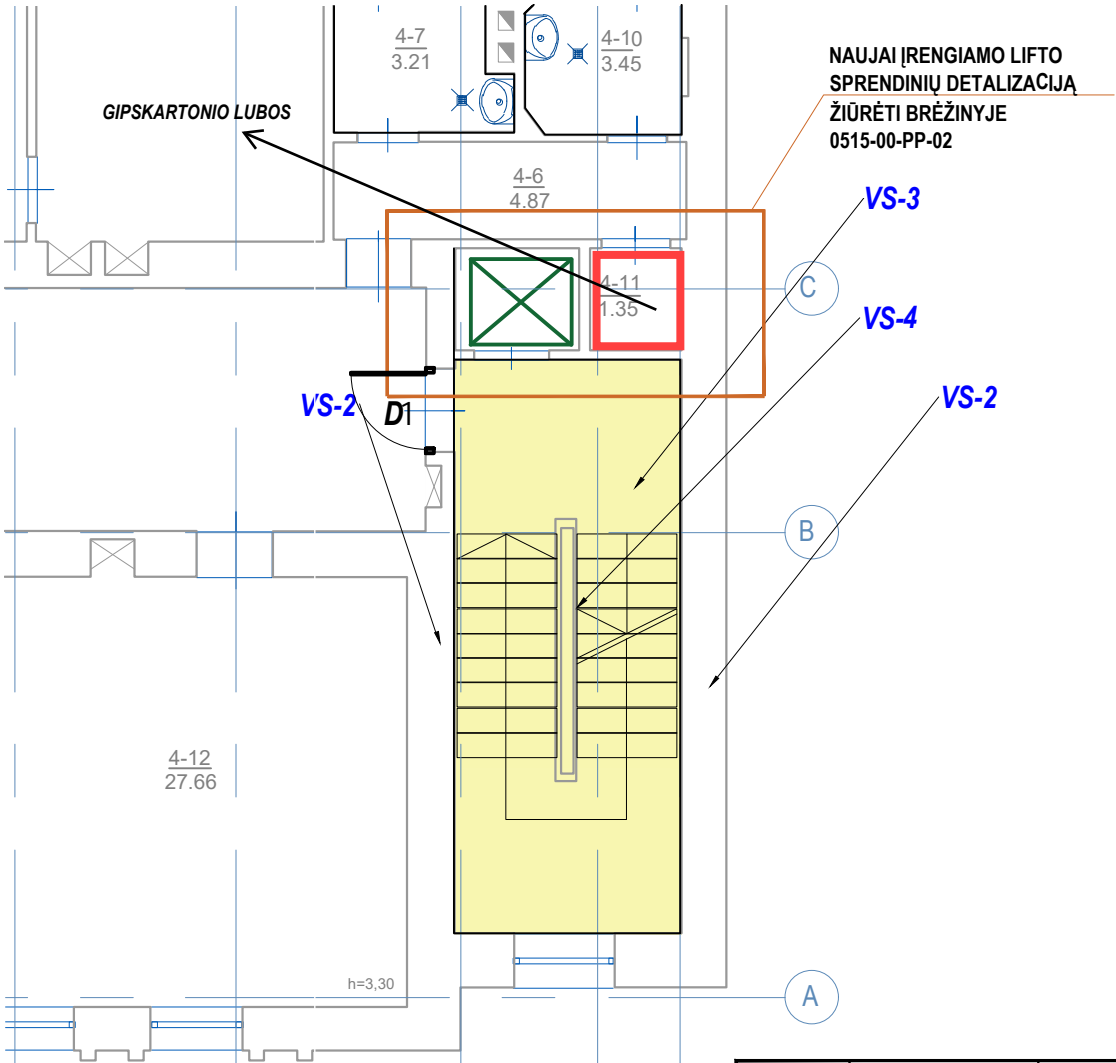 4-7
3.21
4-10
3.45
NAUJAI ĮRENGIAMO LIFTO
SPRENDINIŲ DETALIZACIJĄ
ŽIŪRĖTI BRĖŽINYJE
0515-00-PP-02
GIPSKARTONIO LUBOS
4-6
4.87
VS-3
4-11
1.35
C
VS-4
VS-2
D1
VS-2
B
4-12
27.66
h=3,30
A